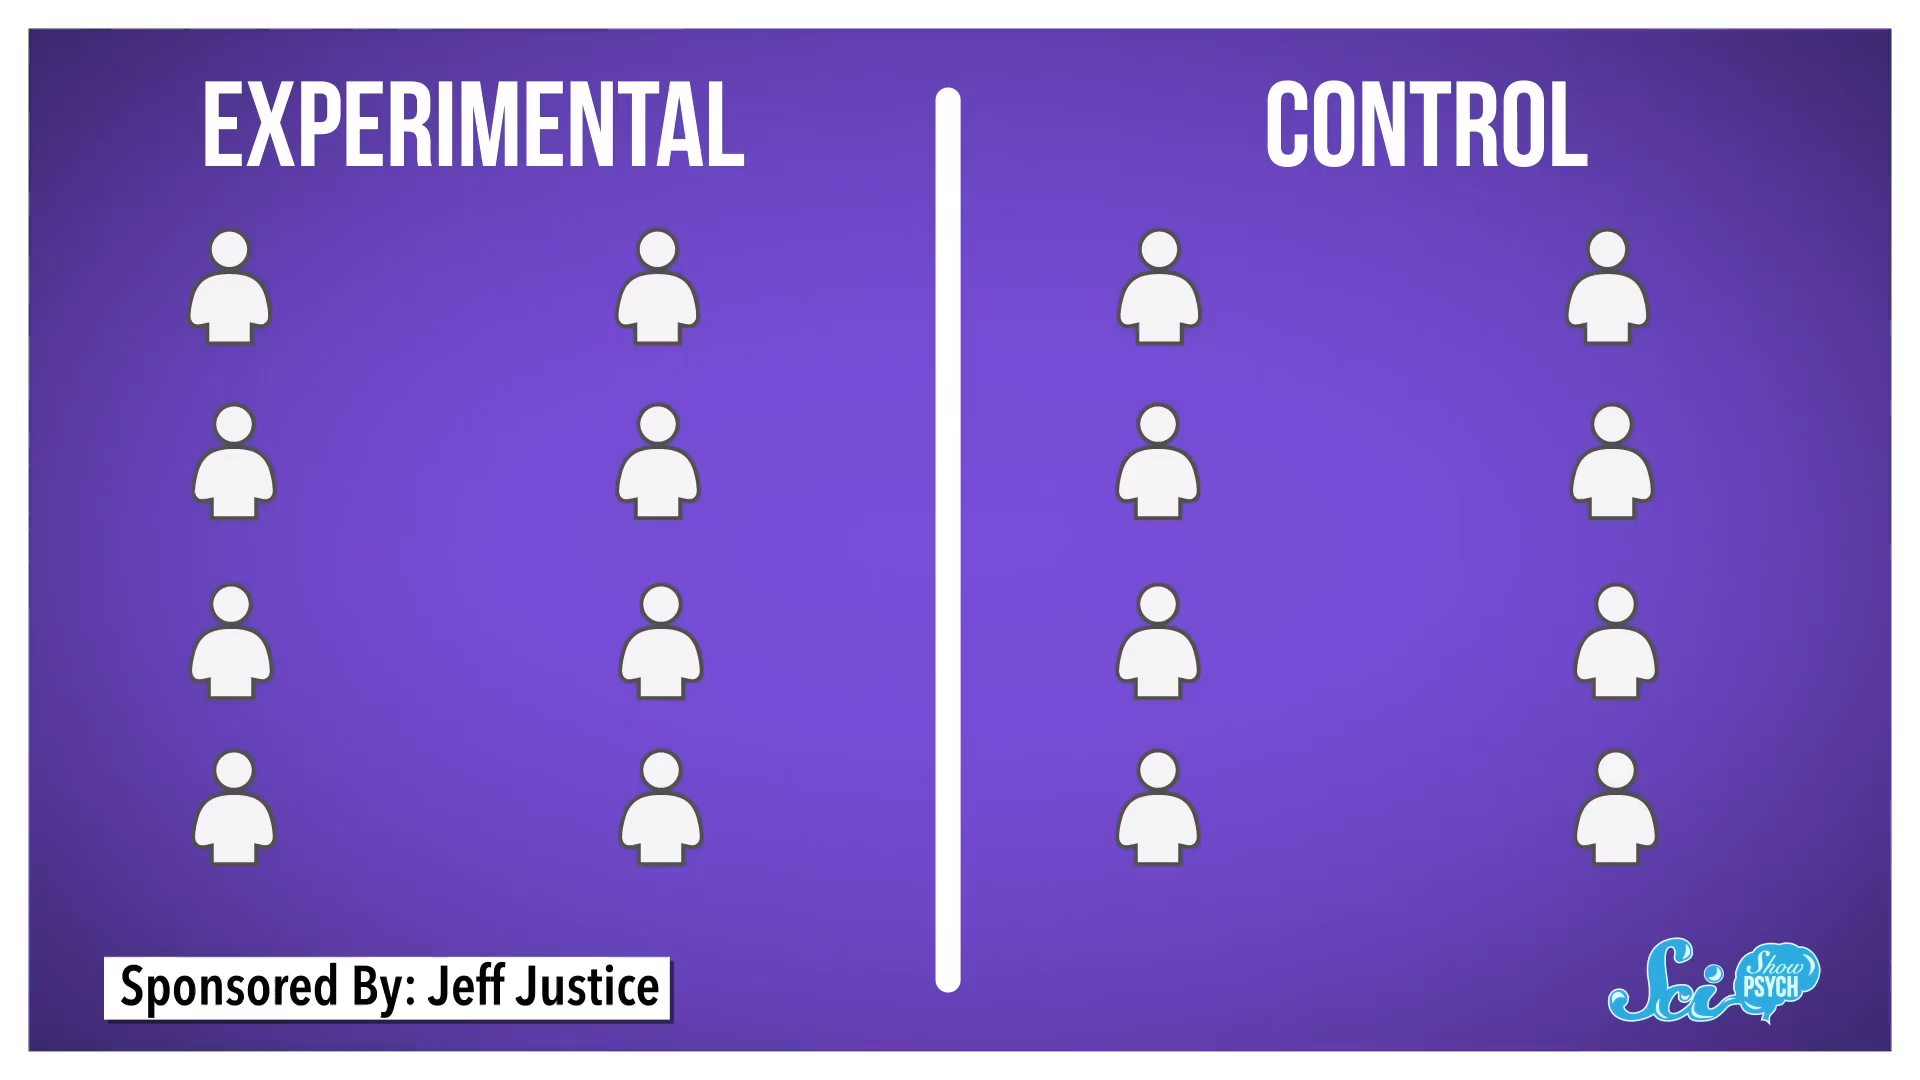 EXPERIMENTAL
CONTROL
Sponsored By: Jeff Justice
Sci
Show
PSYCH